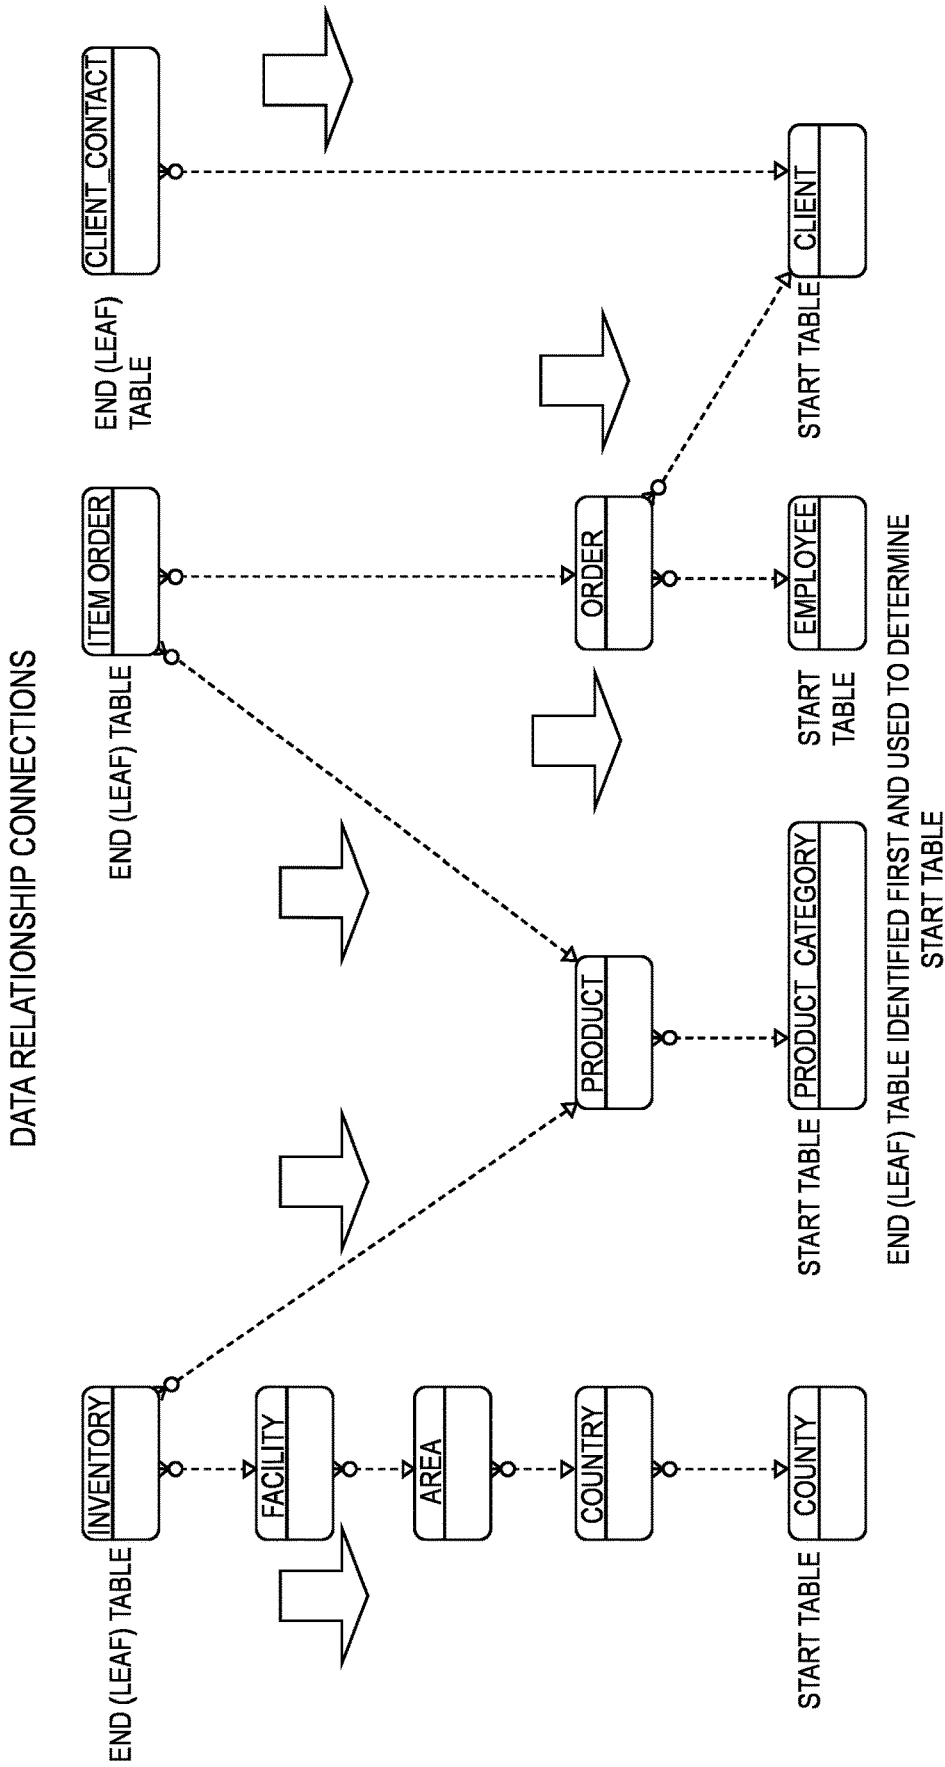 DATA RELATIONSHIP CONNECTIONS
END (LEAF) TABLE
INVENTORY
END (LEAF) TABLE
ITEM ORDER
END (LEAF)
TABLE
CLIENT_CONTACT
FACILITY
AREA
COUNTRY
PRODUCT
ORDER
START TABLE
COUNTY
START TABLE
PRODUCT_CATEGORY
START
TABLE
EMPLOYEE
START TABLE
CLIENT
END (LEAF) TABLE IDENTIFIED FIRST AND USED TO DETERMINE
START TABLE